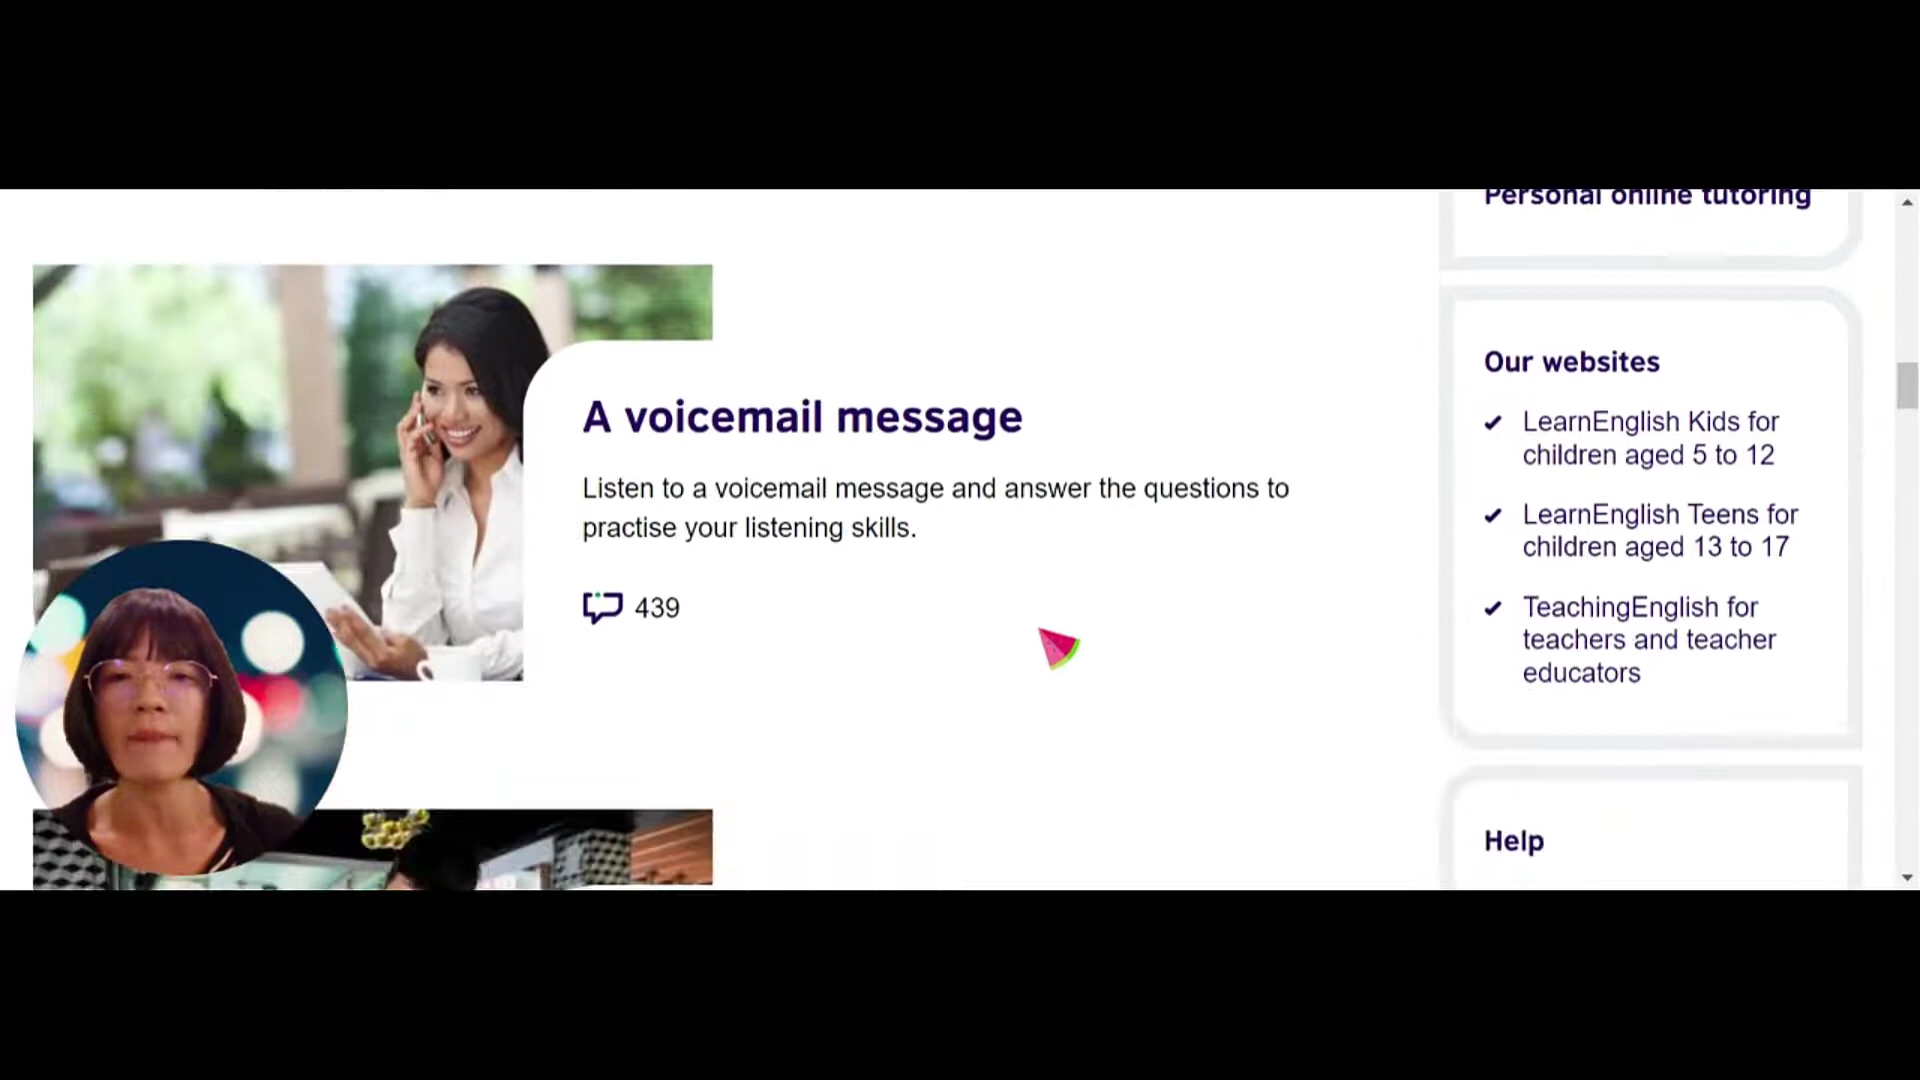 Personal online tutoring
A voicemail message
Listen to a voicemail message and answer the questions to
practise your listening skills.
439
Our websites
LearnEnglish Kids for
children aged 5 to 12
LearnEnglish Teens for
children aged 13 to 17
TeachingEnglish for
teachers and teacher
educators
Help